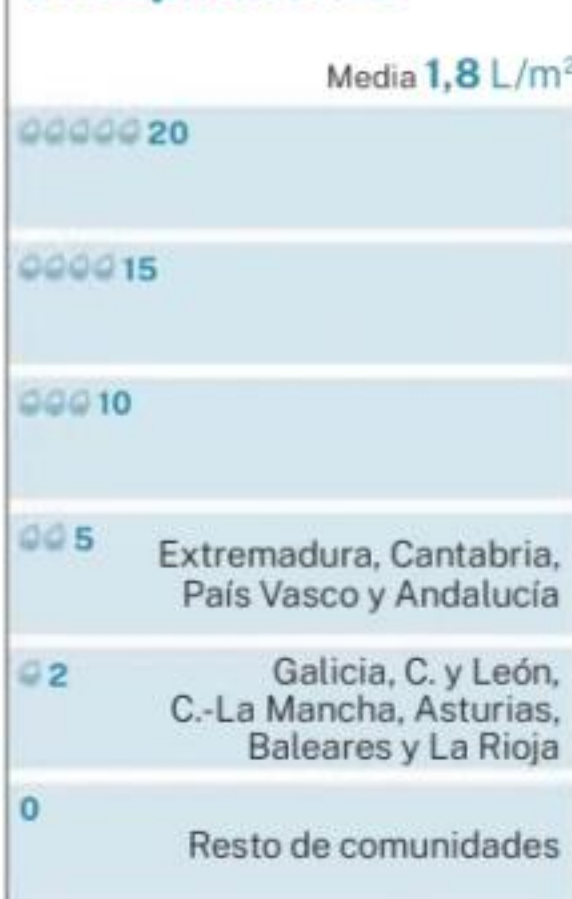 Media 1,8 L/m²
20
15
10
5
Extremadura, Cantabria,
País Vasco y Andalucía
2
Galicia, C. y León,
C.-La Mancha, Asturias,
Baleares y La Rioja
0
Resto de comunidades